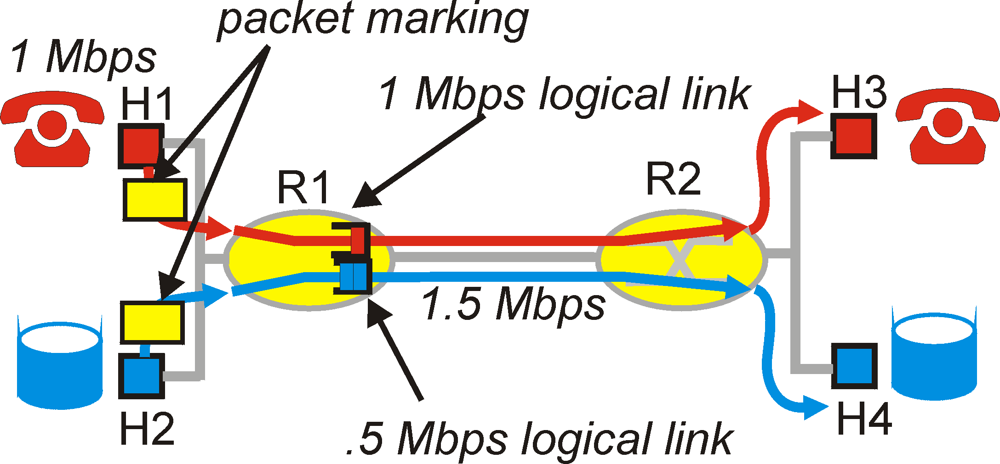 packet marking
1 Mbps
H1
1 Mbps logical link
H3
R1
R2
1.5 Mbps
H2
.5 Mbps logical link
H4